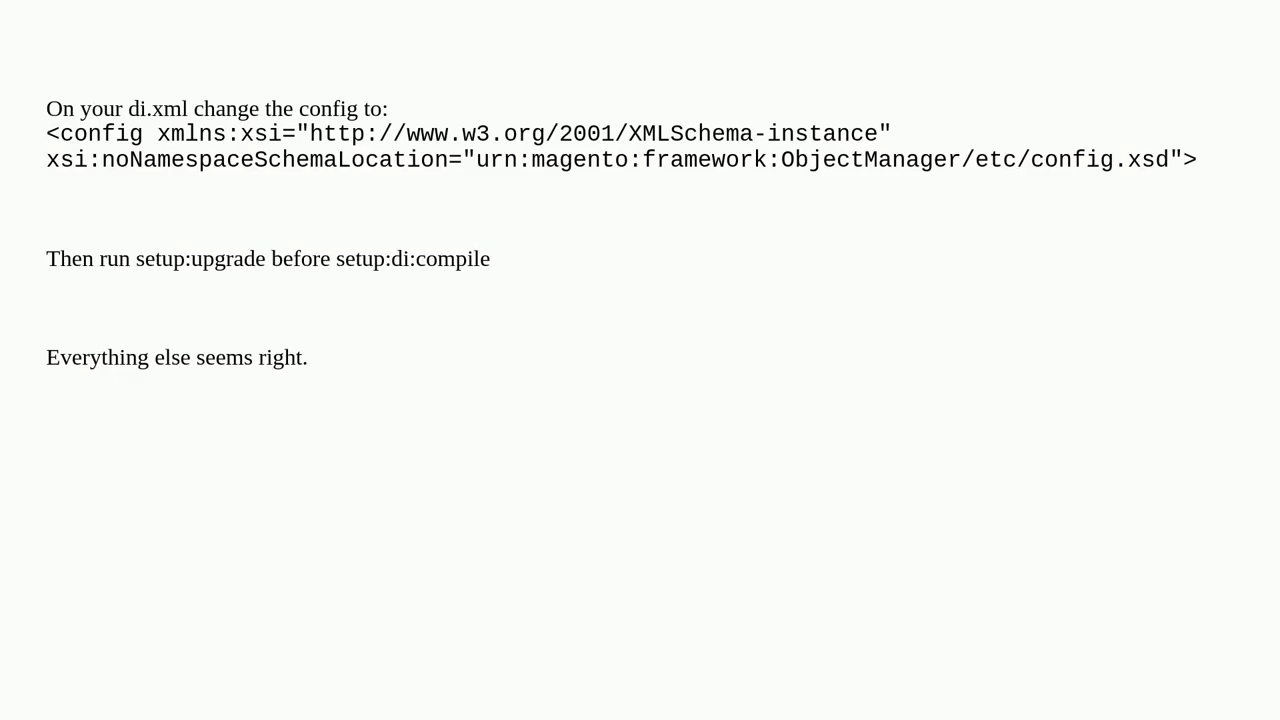 On your di.xml change the config to:
<config xmlns:xsi="http://www.w3.org/2001/XMLSchema-instance"
xsi:noNamespaceSchemaLocation="urn:magento:framework:ObjectManager/etc/config.xsd">
Then run setup:upgrade before setup:di:compile
Everything else seems right.